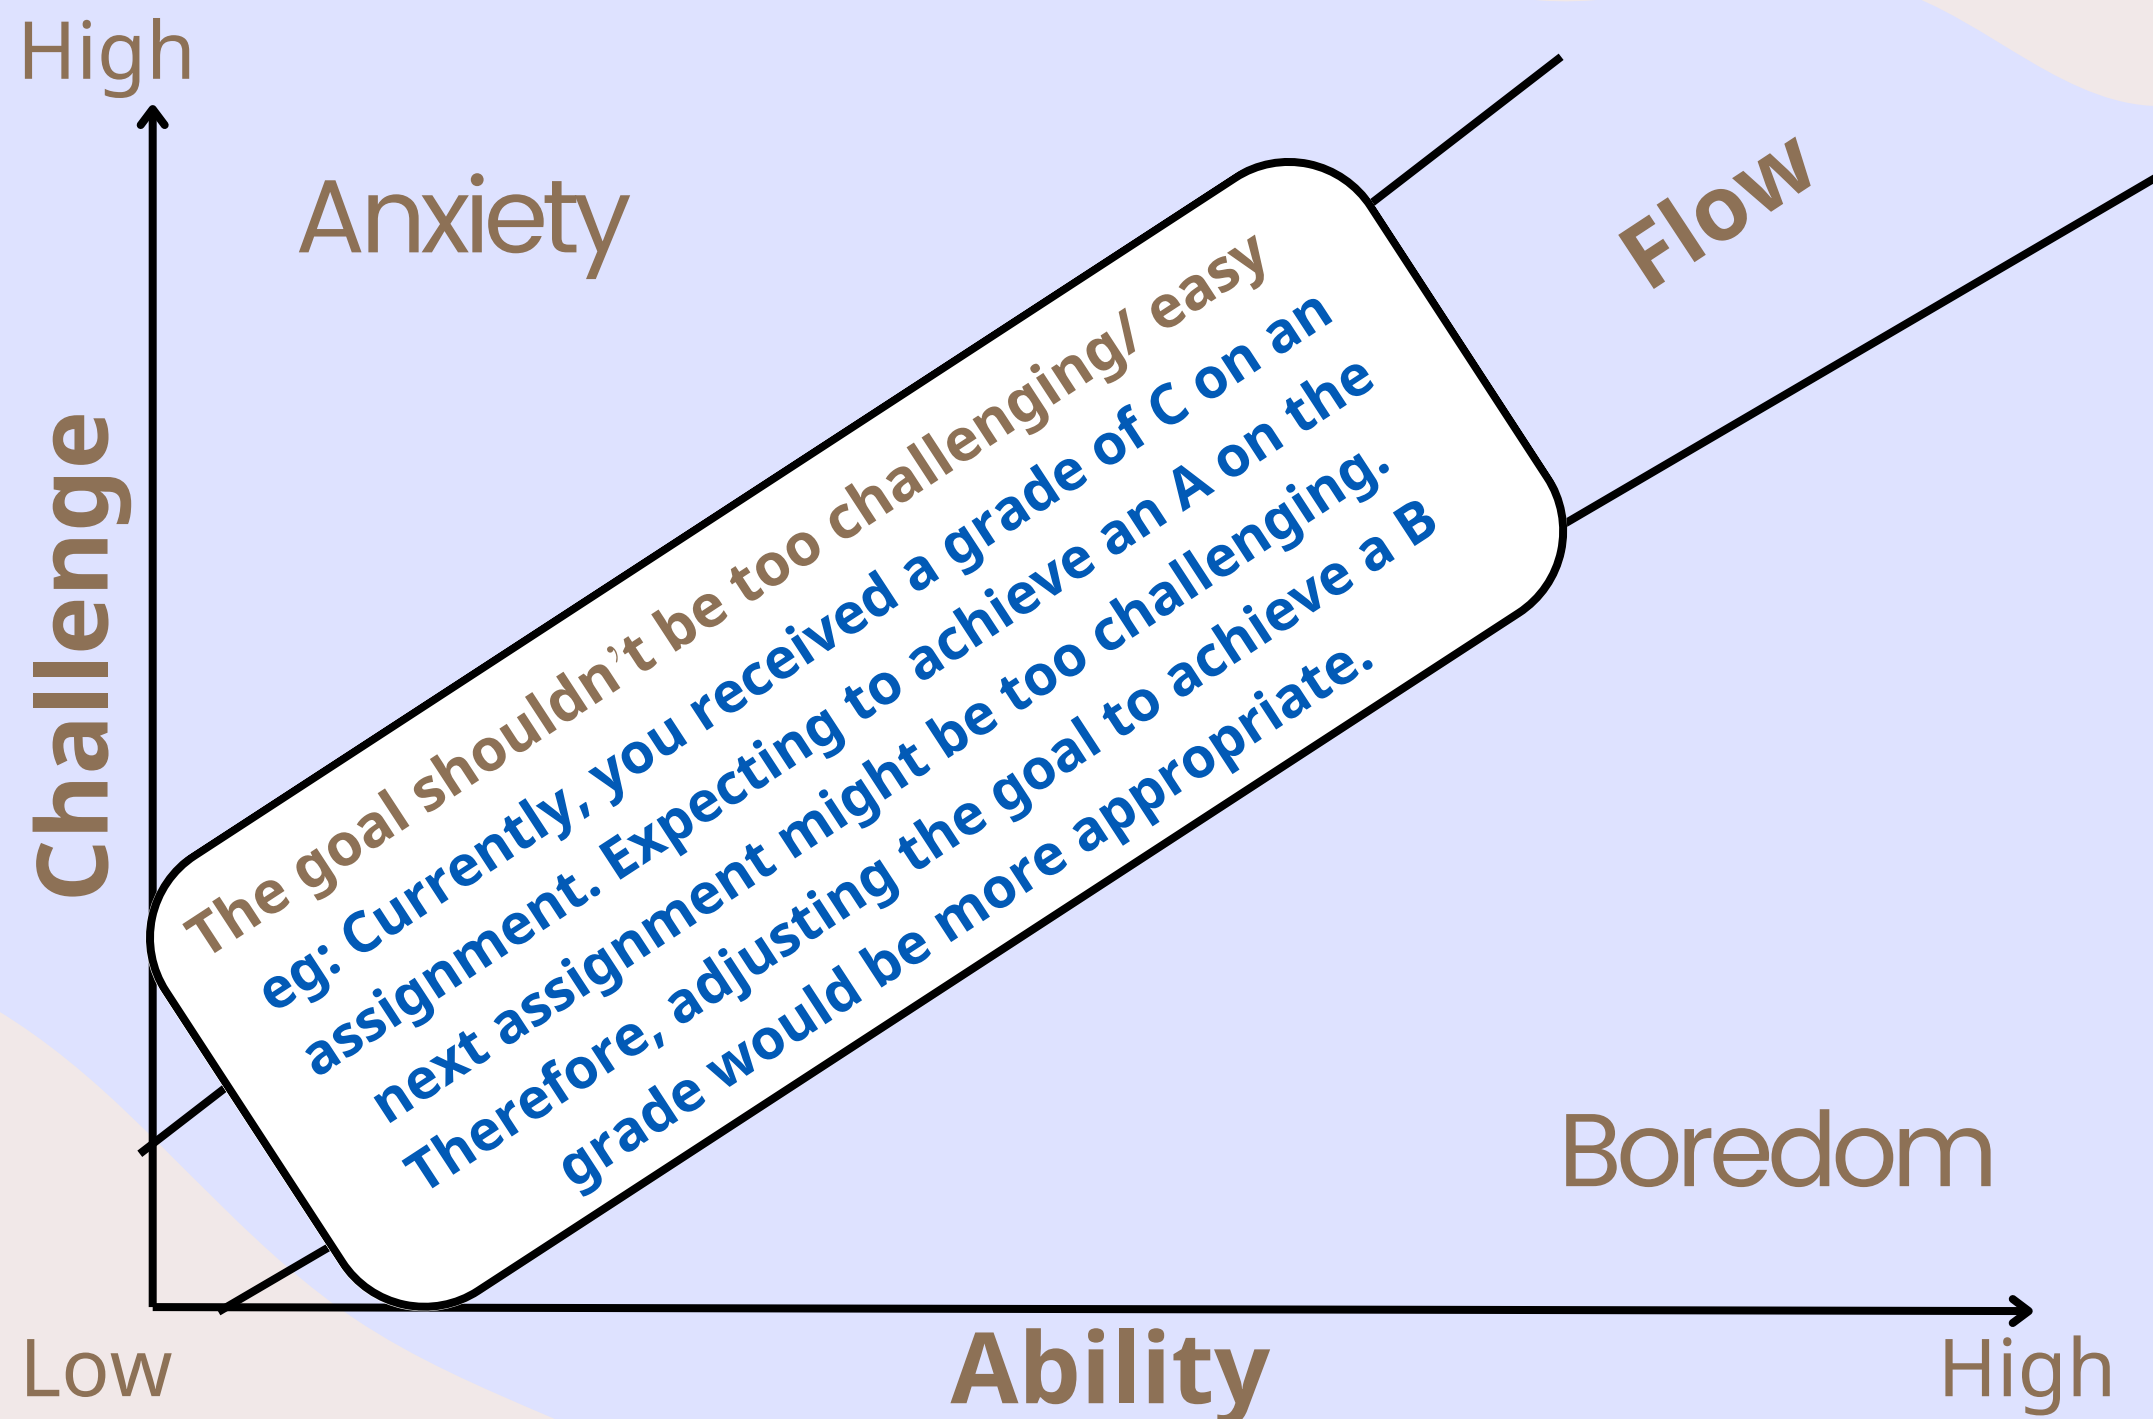 High
Anxiety
Flow
Challenge
The goal shouldn't be too challenging/ easy
eg: Currently, you received a grade of C on an
assignment. Expecting to achieve an A on the
next assignment might be too challenging.
Therefore, adjusting the goal to achieve a B
grade would be more appropriate.
Boredom
Low
Ability
High